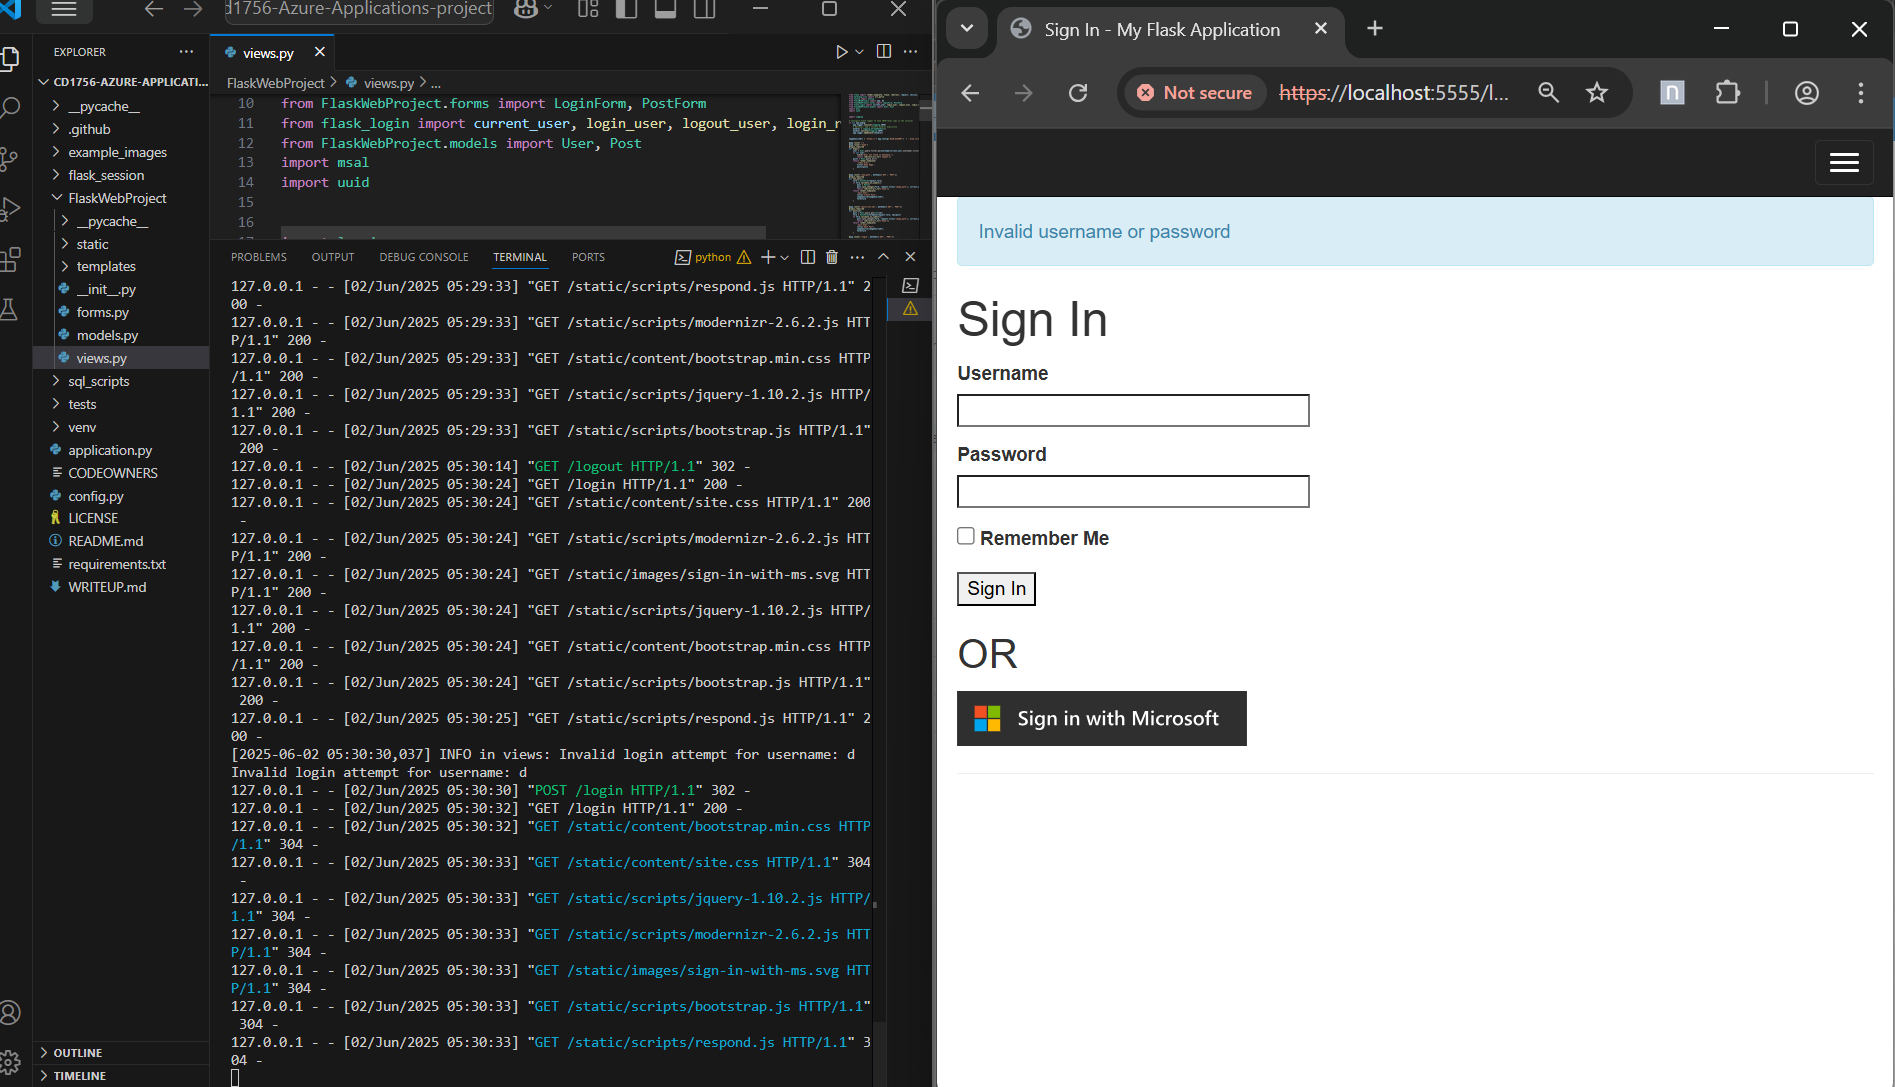 d1756-Azure-Applications-project
EXPLORER
CD1756-AZURE-APPLICATI...
__pycache__
.github
example_images
flask_session
FlaskWebProject
__pycache__
static
templates
__init__.py
forms.py
models.py
views.py
sql_scripts
tests
venv
application.py
CODEOWNERS
config.py
LICENSE
README.md
requirements.txt
WRITEUP.md
OUTLINE
TIMELINE
views.py
FlaskWebProject > views.py > ...
10 from FlaskWebProject.forms import LoginForm, PostForm
11 from flask_login import current_user, login_user, logout_user, login_r
12 from FlaskWebProject.models import User, Post
13 import msal
14 import uuid
15
16
PROBLEMS OUTPUT DEBUG CONSOLE TERMINAL PORTS python
127.0.0.1 - - [02/Jun/2025 05:29:33] "GET /static/scripts/respond.js HTTP/1.1" 2
00 -
127.0.0.1 - - [02/Jun/2025 05:29:33] "GET /static/scripts/modernizr-2.6.2.js HTT
P/1.1" 200 -
127.0.0.1 - - [02/Jun/2025 05:29:33] "GET /static/content/bootstrap.min.css HTTP
/1.1" 200 -
127.0.0.1 - - [02/Jun/2025 05:29:33] "GET /static/scripts/jquery-1.10.2.js HTTP/
1.1" 200 -
127.0.0.1 - - [02/Jun/2025 05:29:33] "GET /static/scripts/bootstrap.js HTTP/1.1"
200 -
127.0.0.1 - - [02/Jun/2025 05:30:14] "GET /logout HTTP/1.1" 302 -
127.0.0.1 - - [02/Jun/2025 05:30:24] "GET /login HTTP/1.1" 200 -
127.0.0.1 - - [02/Jun/2025 05:30:24] "GET /static/content/site.css HTTP/1.1" 200
-
127.0.0.1 - - [02/Jun/2025 05:30:24] "GET /static/scripts/modernizr-2.6.2.js HTT
P/1.1" 200 -
127.0.0.1 - - [02/Jun/2025 05:30:24] "GET /static/images/sign-in-with-ms.svg HTT
P/1.1" 200 -
127.0.0.1 - - [02/Jun/2025 05:30:24] "GET /static/scripts/jquery-1.10.2.js HTTP/
1.1" 200 -
127.0.0.1 - - [02/Jun/2025 05:30:24] "GET /static/content/bootstrap.min.css HTTP
/1.1" 200 -
127.0.0.1 - - [02/Jun/2025 05:30:24] "GET /static/scripts/bootstrap.js HTTP/1.1"
200 -
127.0.0.1 - - [02/Jun/2025 05:30:25] "GET /static/scripts/respond.js HTTP/1.1" 2
00 -
[2025-06-02 05:30:30,037] INFO in views: Invalid login attempt for username: d
Invalid login attempt for username: d
127.0.0.1 - - [02/Jun/2025 05:30:30] "POST /login HTTP/1.1" 302 -
127.0.0.1 - - [02/Jun/2025 05:30:32] "GET /login HTTP/1.1" 200 -
127.0.0.1 - - [02/Jun/2025 05:30:32] "GET /static/content/bootstrap.min.css HTTP
/1.1" 304 -
127.0.0.1 - - [02/Jun/2025 05:30:33] "GET /static/content/site.css HTTP/1.1" 304
-
127.0.0.1 - - [02/Jun/2025 05:30:33] "GET /static/scripts/jquery-1.10.2.js HTTP/
1.1" 304 -
127.0.0.1 - - [02/Jun/2025 05:30:33] "GET /static/scripts/modernizr-2.6.2.js HTT
P/1.1" 304 -
127.0.0.1 - - [02/Jun/2025 05:30:33] "GET /static/images/sign-in-with-ms.svg HTT
P/1.1" 304 -
127.0.0.1 - - [02/Jun/2025 05:30:33] "GET /static/scripts/bootstrap.js HTTP/1.1"
304 -
127.0.0.1 - - [02/Jun/2025 05:30:33] "GET /static/scripts/respond.js HTTP/1.1" 3
04 -
Sign In - My Flask Application
Not secure https://localhost:5555/l... n
Invalid username or password
Sign In
Username
Password
Remember Me
Sign In
OR
Sign in with Microsoft